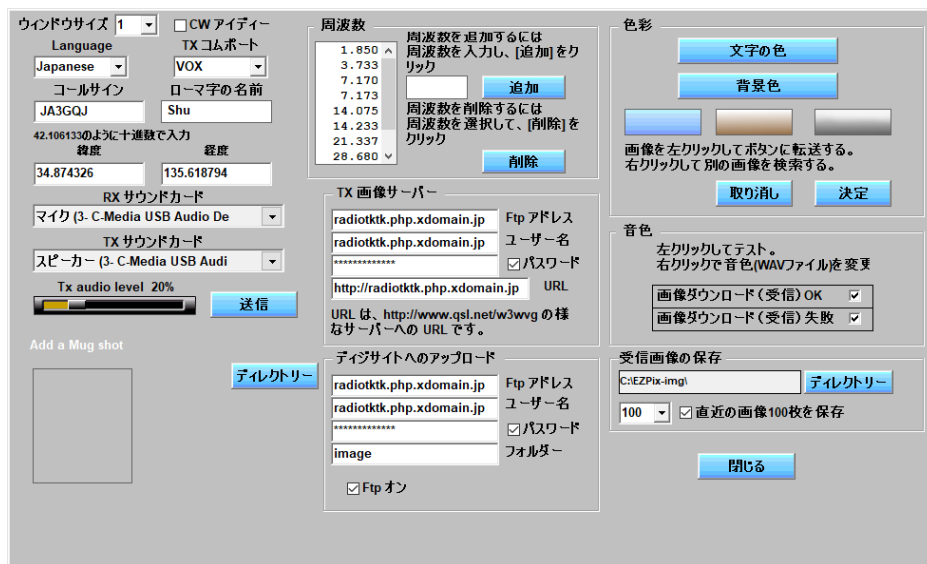 ウィンドウサイズ 1 CW アイディー
Language TX コムポート
Japanese VOX
コールサイン ローマ字の名前
JA3GQJ Shu
42.106133のように十進数で入力
緯度 経度
34.874326 135.618794
RX サウンドカード
マイク (3- C-Media USB Audio De
TX サウンドカード
スピーカー (3- C-Media USB Audi
Tx audio level 20%
送信
Add a Mug shot
ディレクトリー
周波数
1.850
3.733
7.170
7.173
14.075
14.233
21.337
28.680
周波数を追加するには
周波数を入力し、[追加]をク
リック
追加
周波数を削除するには
周波数を選択して、[削除]を
クリック
削除
TX 画像サーバー
radiotktk.php.xdomain.jp Ftp アドレス
radiotktk.php.xdomain.jp ユーザー名
************* パスワード
http://radiotktk.php.xdomain.jp URL
URL は、http://www.qsl.net/w3wvg の様
なサーバーへの URL です。
ディジサイトへのアップロード
radiotktk.php.xdomain.jp Ftp アドレス
radiotktk.php.xdomain.jp ユーザー名
************* パスワード
image フォルダー
Ftp オン
色彩
文字の色
背景色
画像を左クリックしてボタンに転送する。
右クリックして別の画像を検索する。
取り消し 決定
音色
左クリックしてテスト。
右クリックで音色(WAVファイル)を変更
画像ダウンロード（受信）OK
画像ダウンロード（受信）失敗
受信画像の保存
C:\EZPix-img\ ディレクトリー
100 直近の画像100枚を保存
閉じる